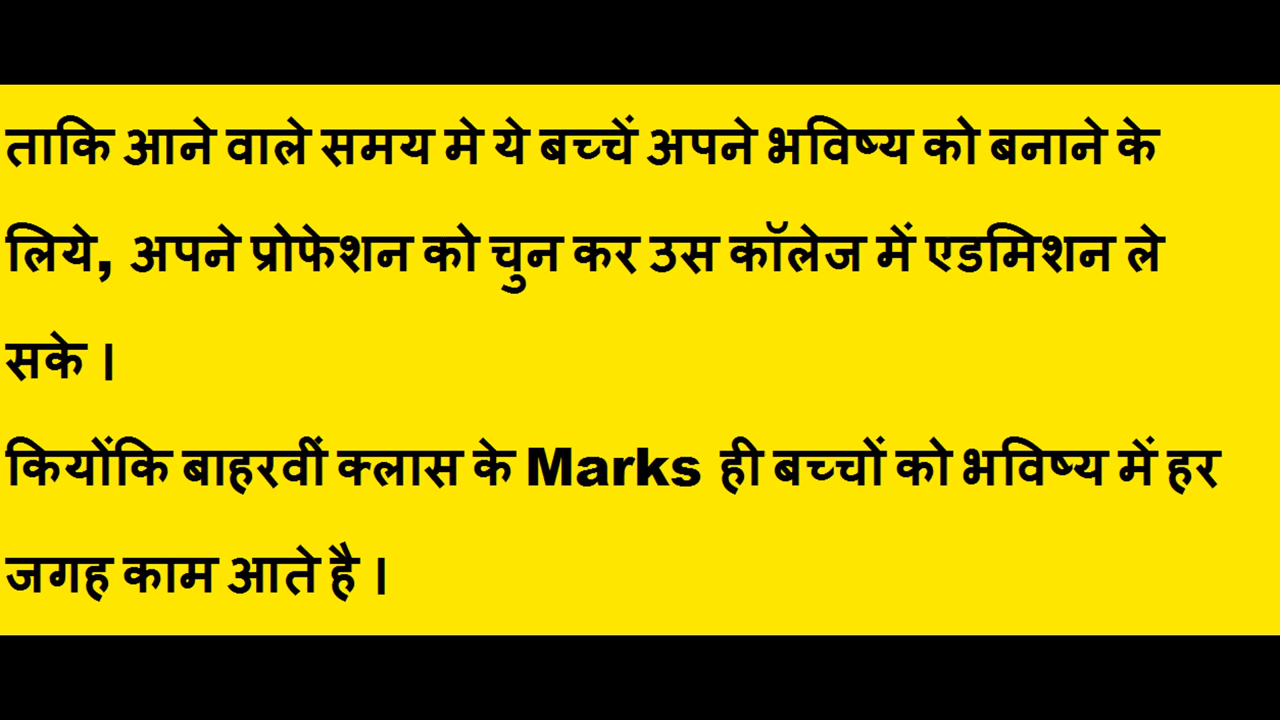 ताकि आने वाले समय मे ये बच्चें अपने भविष्य को बनाने के
लिये, अपने प्रोफेशन को चुन कर उस कॉलेज में एडमिशन ले
सके ।
कियोंकि बाहरवीं क्लास के Marks ही बच्चों को भविष्य में हर
जगह काम आते है ।